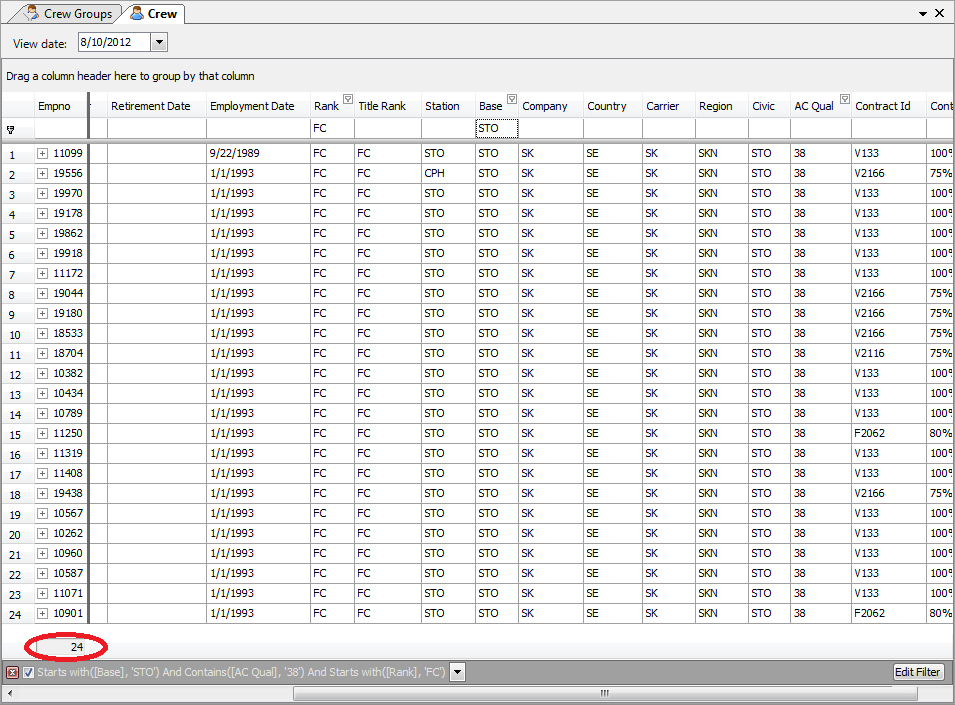 Crew Groups Crew
View date: 8/10/2012
Drag a column header here to group by that column
Empno Retirement Date Employment Date Rank Title Rank Station Base Company Country Carrier Region Civic AC Qual Contract Id Cont
FC STO
1 11099 9/22/1989 FC FC STO STO SK SE SK SKN STO 38 V133 100%
2 19556 1/1/1993 FC FC CPH STO SK SE SK SKN STO 38 V2166 75%
3 19970 1/1/1993 FC FC STO STO SK SE SK SKN STO 38 V133 100%
4 19178 1/1/1993 FC FC STO STO SK SE SK SKN STO 38 V133 100%
5 19862 1/1/1993 FC FC STO STO SK SE SK SKN STO 38 V133 100%
6 19918 1/1/1993 FC FC STO STO SK SE SK SKN STO 38 V133 100%
7 11172 1/1/1993 FC FC STO STO SK SE SK SKN STO 38 V133 100%
8 19044 1/1/1993 FC FC STO STO SK SE SK SKN STO 38 V2166 75%
9 19180 1/1/1993 FC FC STO STO SK SE SK SKN STO 38 V2166 75%
10 18533 1/1/1993 FC FC STO STO SK SE SK SKN STO 38 V2166 75%
11 18704 1/1/1993 FC FC STO STO SK SE SK SKN STO 38 V2116 75%
12 10382 1/1/1993 FC FC STO STO SK SE SK SKN STO 38 V133 100%
13 10434 1/1/1993 FC FC STO STO SK SE SK SKN STO 38 V133 100%
14 10789 1/1/1993 FC FC STO STO SK SE SK SKN STO 38 V133 100%
15 11250 1/1/1993 FC FC STO STO SK SE SK SKN STO 38 F2062 80%
16 11319 1/1/1993 FC FC STO STO SK SE SK SKN STO 38 V133 100%
17 11408 1/1/1993 FC FC STO STO SK SE SK SKN STO 38 V133 100%
18 19438 1/1/1993 FC FC STO STO SK SE SK SKN STO 38 V2166 75%
19 10567 1/1/1993 FC FC STO STO SK SE SK SKN STO 38 V133 100%
20 10262 1/1/1993 FC FC STO STO SK SE SK SKN STO 38 V133 100%
21 10960 1/1/1993 FC FC STO STO SK SE SK SKN STO 38 V133 100%
22 10587 1/1/1993 FC FC STO STO SK SE SK SKN STO 38 V133 100%
23 11071 1/1/1993 FC FC STO STO SK SE SK SKN STO 38 V133 100%
24 10901 1/1/1993 FC FC STO STO SK SE SK SKN STO 38 F2062 80%
24
Starts with([Base], 'STO') And Contains([AC Qual], '38') And Starts with([Rank], 'FC') Edit Filter